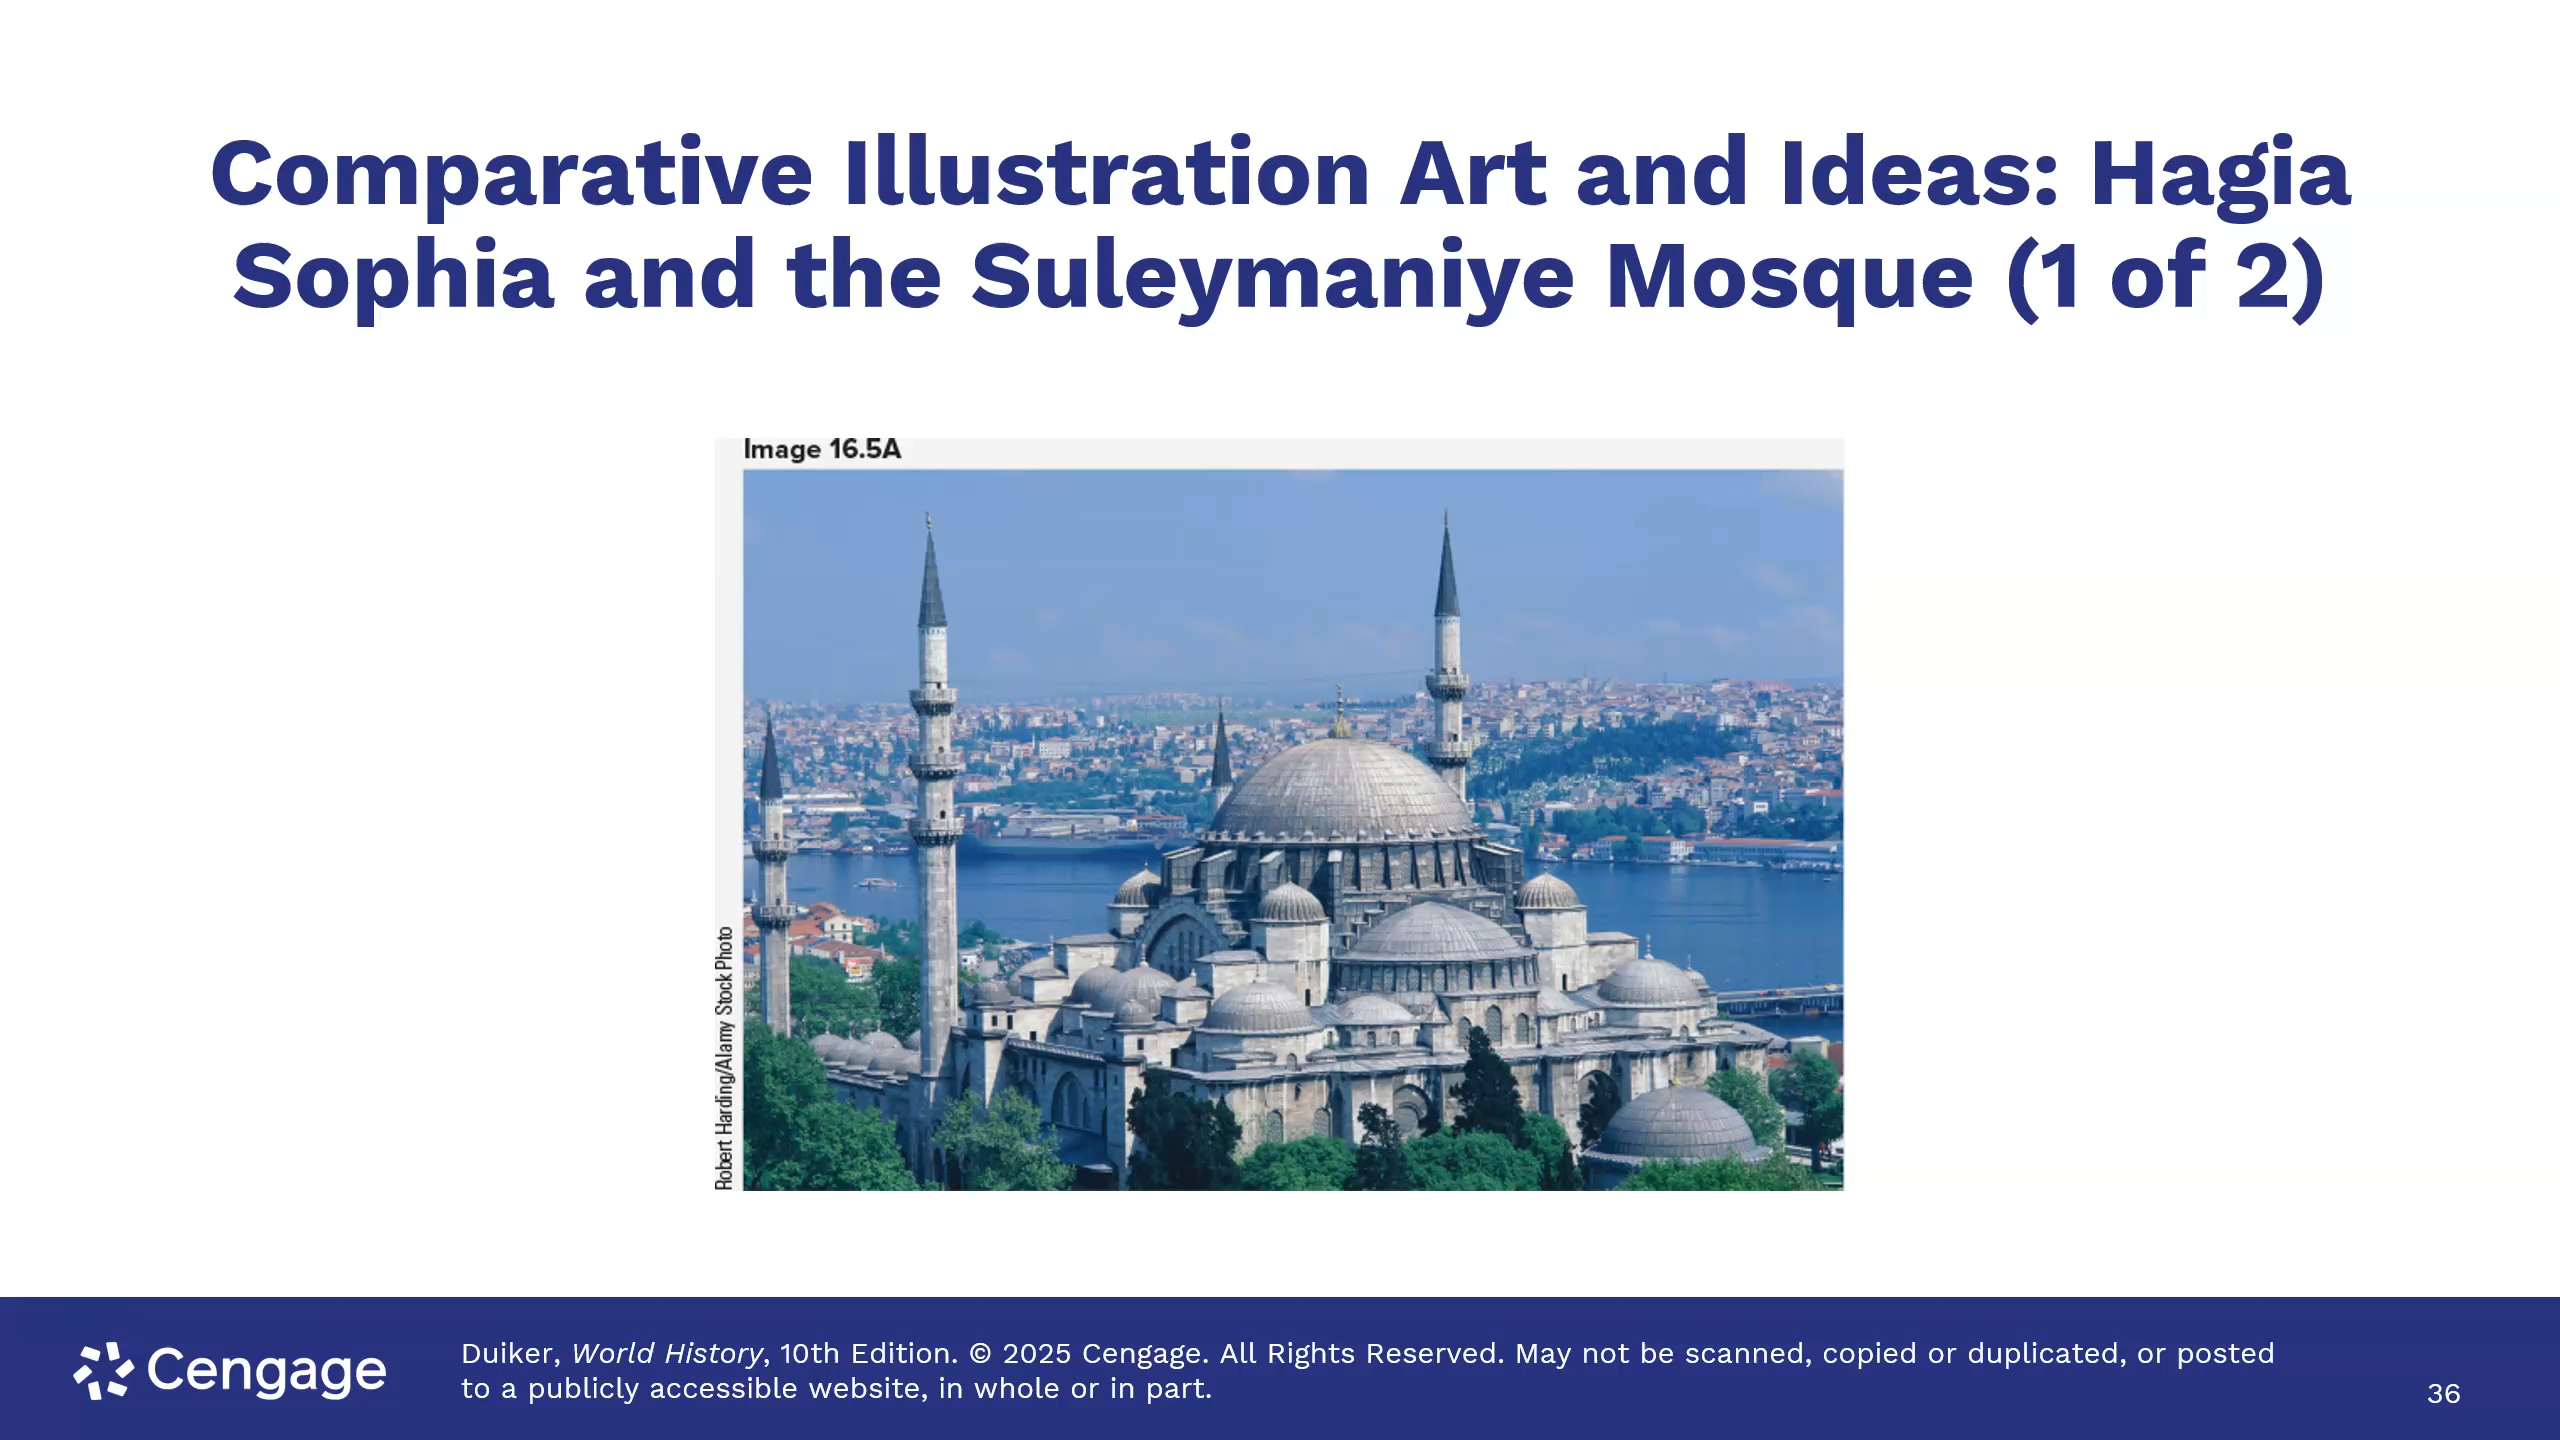 Comparative Illustration Art and Ideas: Hagia
Sophia and the Suleymaniye Mosque (1 of 2)
Image 16.5A
Robert Harding/Alamy Stock Photo
Cengage
Duiker, World History, 10th Edition. © 2025 Cengage. All Rights Reserved. May not be scanned, copied or duplicated, or posted
to a publicly accessible website, in whole or in part.
36